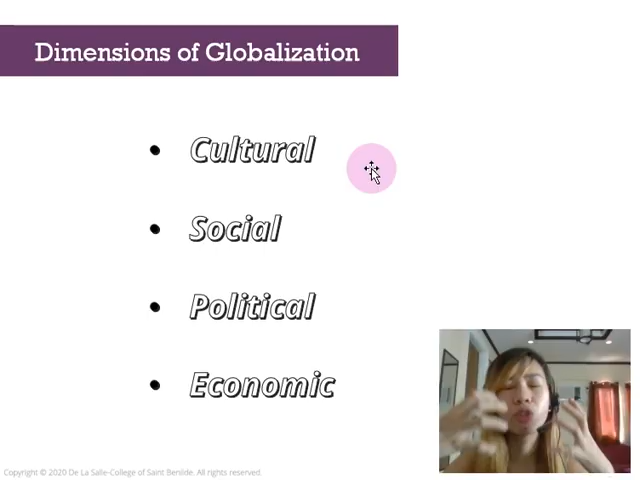 Dimensions of Globalization
• Cultural
• Social
• Political
• Economic
Copyright © 2020 De La Salle-College of Saint Benilde. All rights reserved.